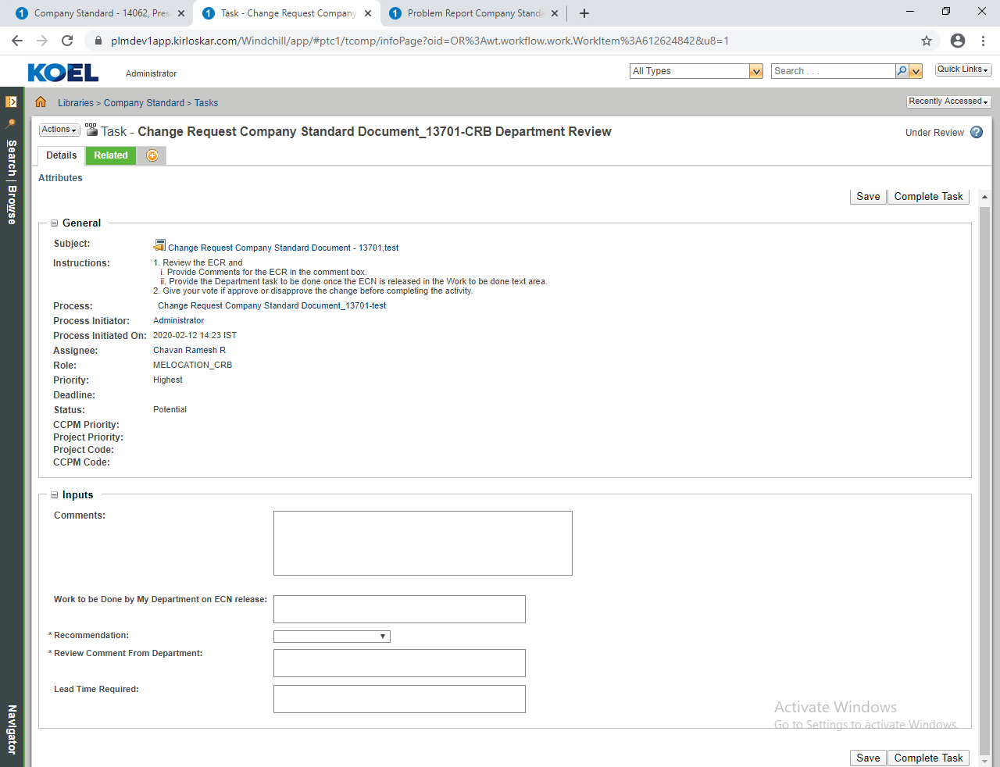 Company Standard - 14062, Pres
Task - Change Request Company
Problem Report Company Standa
plmdev1app.kirloskar.com/Windchill/app/#ptc1/tcomp/infoPage?oid=OR%3Awt.workflow.work.WorkItem%3A612624842&u8=1
KOEL
Administrator
All Types
Search . . .
Quick Links
Libraries > Company Standard > Tasks
Recently Accessed
Actions
Task - Change Request Company Standard Document_13701-CRB Department Review
Under Review
Details
Related
Search | Browse
Attributes
Save
Complete Task
General
Subject:
Change Request Company Standard Document - 13701,test
Instructions:
1. Review the ECR and
i. Provide Comments for the ECR in the comment box.
ii. Provide the Department task to be done once the ECN is released in the Work to be done text area.
2. Give your vote if approve or disapprove the change before completing the activity.
Process:
Change Request Company Standard Document_13701-test
Process Initiator:
Administrator
Process Initiated On:
2020-02-12 14:23 IST
Assignee:
Chavan Ramesh R
Role:
MELOCATION_CRB
Priority:
Highest
Deadline:
Status:
Potential
CCPM Priority:
Project Priority:
Project Code:
CCPM Code:
Inputs
Comments:
Work to be Done by My Department on ECN release:
* Recommendation:
* Review Comment From Department:
Lead Time Required:
Navigator
Activate Windows
Go to Settings to activate Windows.
Save
Complete Task